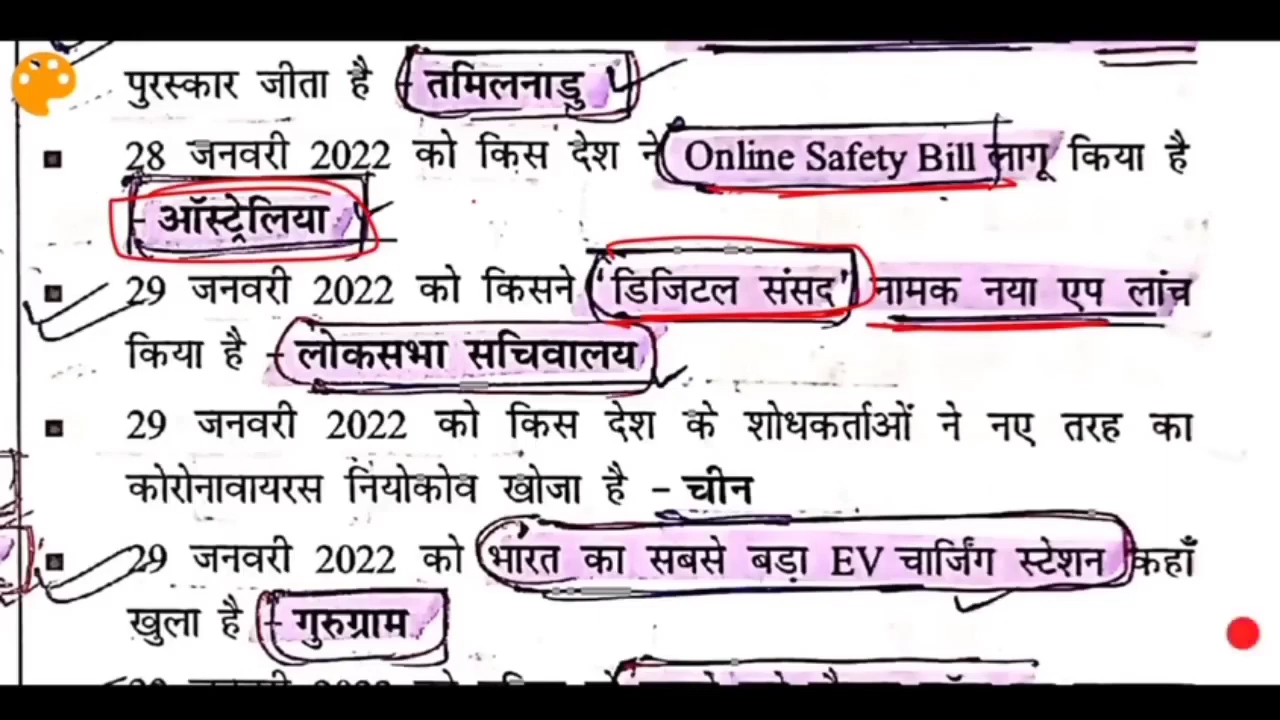 पुरस्कार जीता है - तमिलनाडु
28 जनवरी 2022 को किस देश ने Online Safety Bill लागू किया है
- ऑस्ट्रेलिया
29 जनवरी 2022 को किसने 'डिजिटल संसद' नामक नया एप लांच
किया है - लोकसभा सचिवालय
29 जनवरी 2022 को किस देश के शोधकर्ताओं ने नए तरह का
कोरोनावायरस नियोकोव खोजा है - चीन
29 जनवरी 2022 को भारत का सबसे बड़ा EV चार्जिंग स्टेशन कहाँ
खुला है - गुरुग्राम